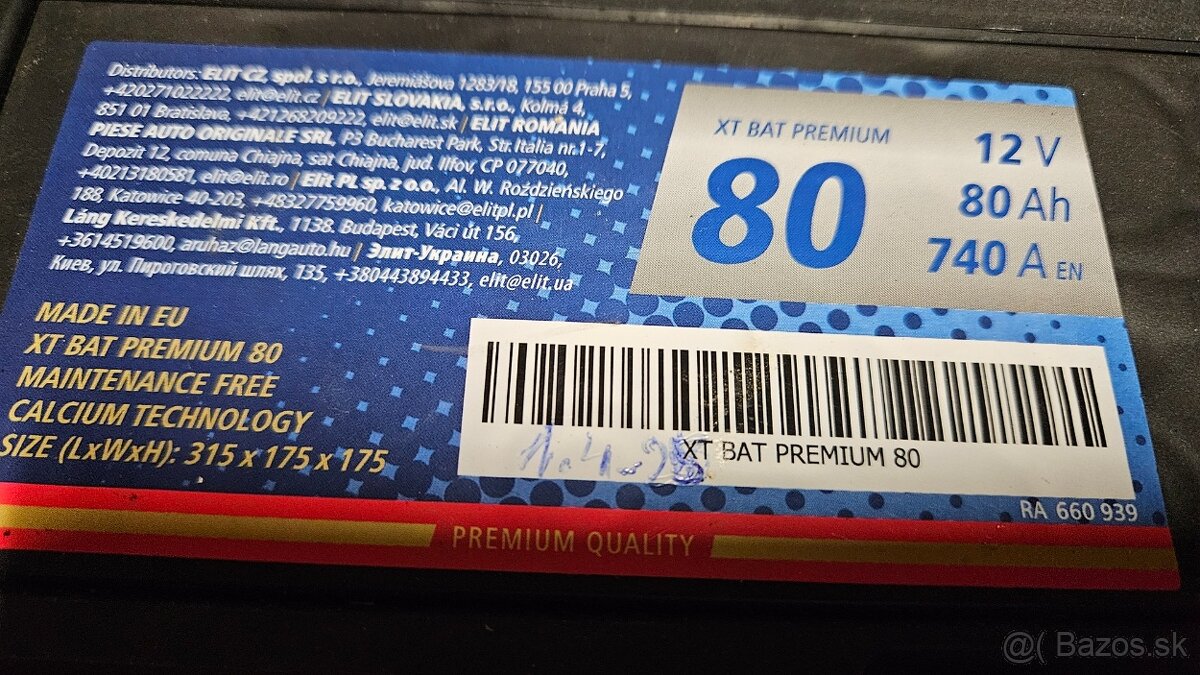 Distributors: ELIT CZ, spol. s r.o., Jeremiášova 1283/18, 155 00 Praha 5,
+420271022222, elit@elit.cz | ELIT SLOVAKIA, s.r.o., Kolmá 4,
851 01 Bratislava, +421268209222, elit@elit.sk | ELIT ROMANIA
PIESE AUTO ORIGINALE SRL, P3 Bucharest Park, Str. Italia nr.1-7,
Depozit 12, comuna Chiajna, sat Chiajna, jud. Ilfov, CP 077040,
+40213180581, elit@elit.ro | Elit PL sp. z o.o., Al. W. Roździeńskiego
188, Katowice 40-203, +48327759960, katowice@elitpl.pl |
Láng Kereskedelmi Kft., 1138. Budapest, Váci út 156,
+3614519600, aruhaz@langauto.hu | Элит-Украина, 03026,
Киев, ул. Пироговский шлях, 135, +380443894433, elit@elit.ua
XT BAT PREMIUM
80
12 V
80 Ah
740 A EN
MADE IN EU
XT BAT PREMIUM 80
MAINTENANCE FREE
CALCIUM TECHNOLOGY
SIZE (LxWxH): 315 x 175 x 175
1.4-25
XT BAT PREMIUM 80
RA 660 939
PREMIUM QUALITY
@( Bazos.sk